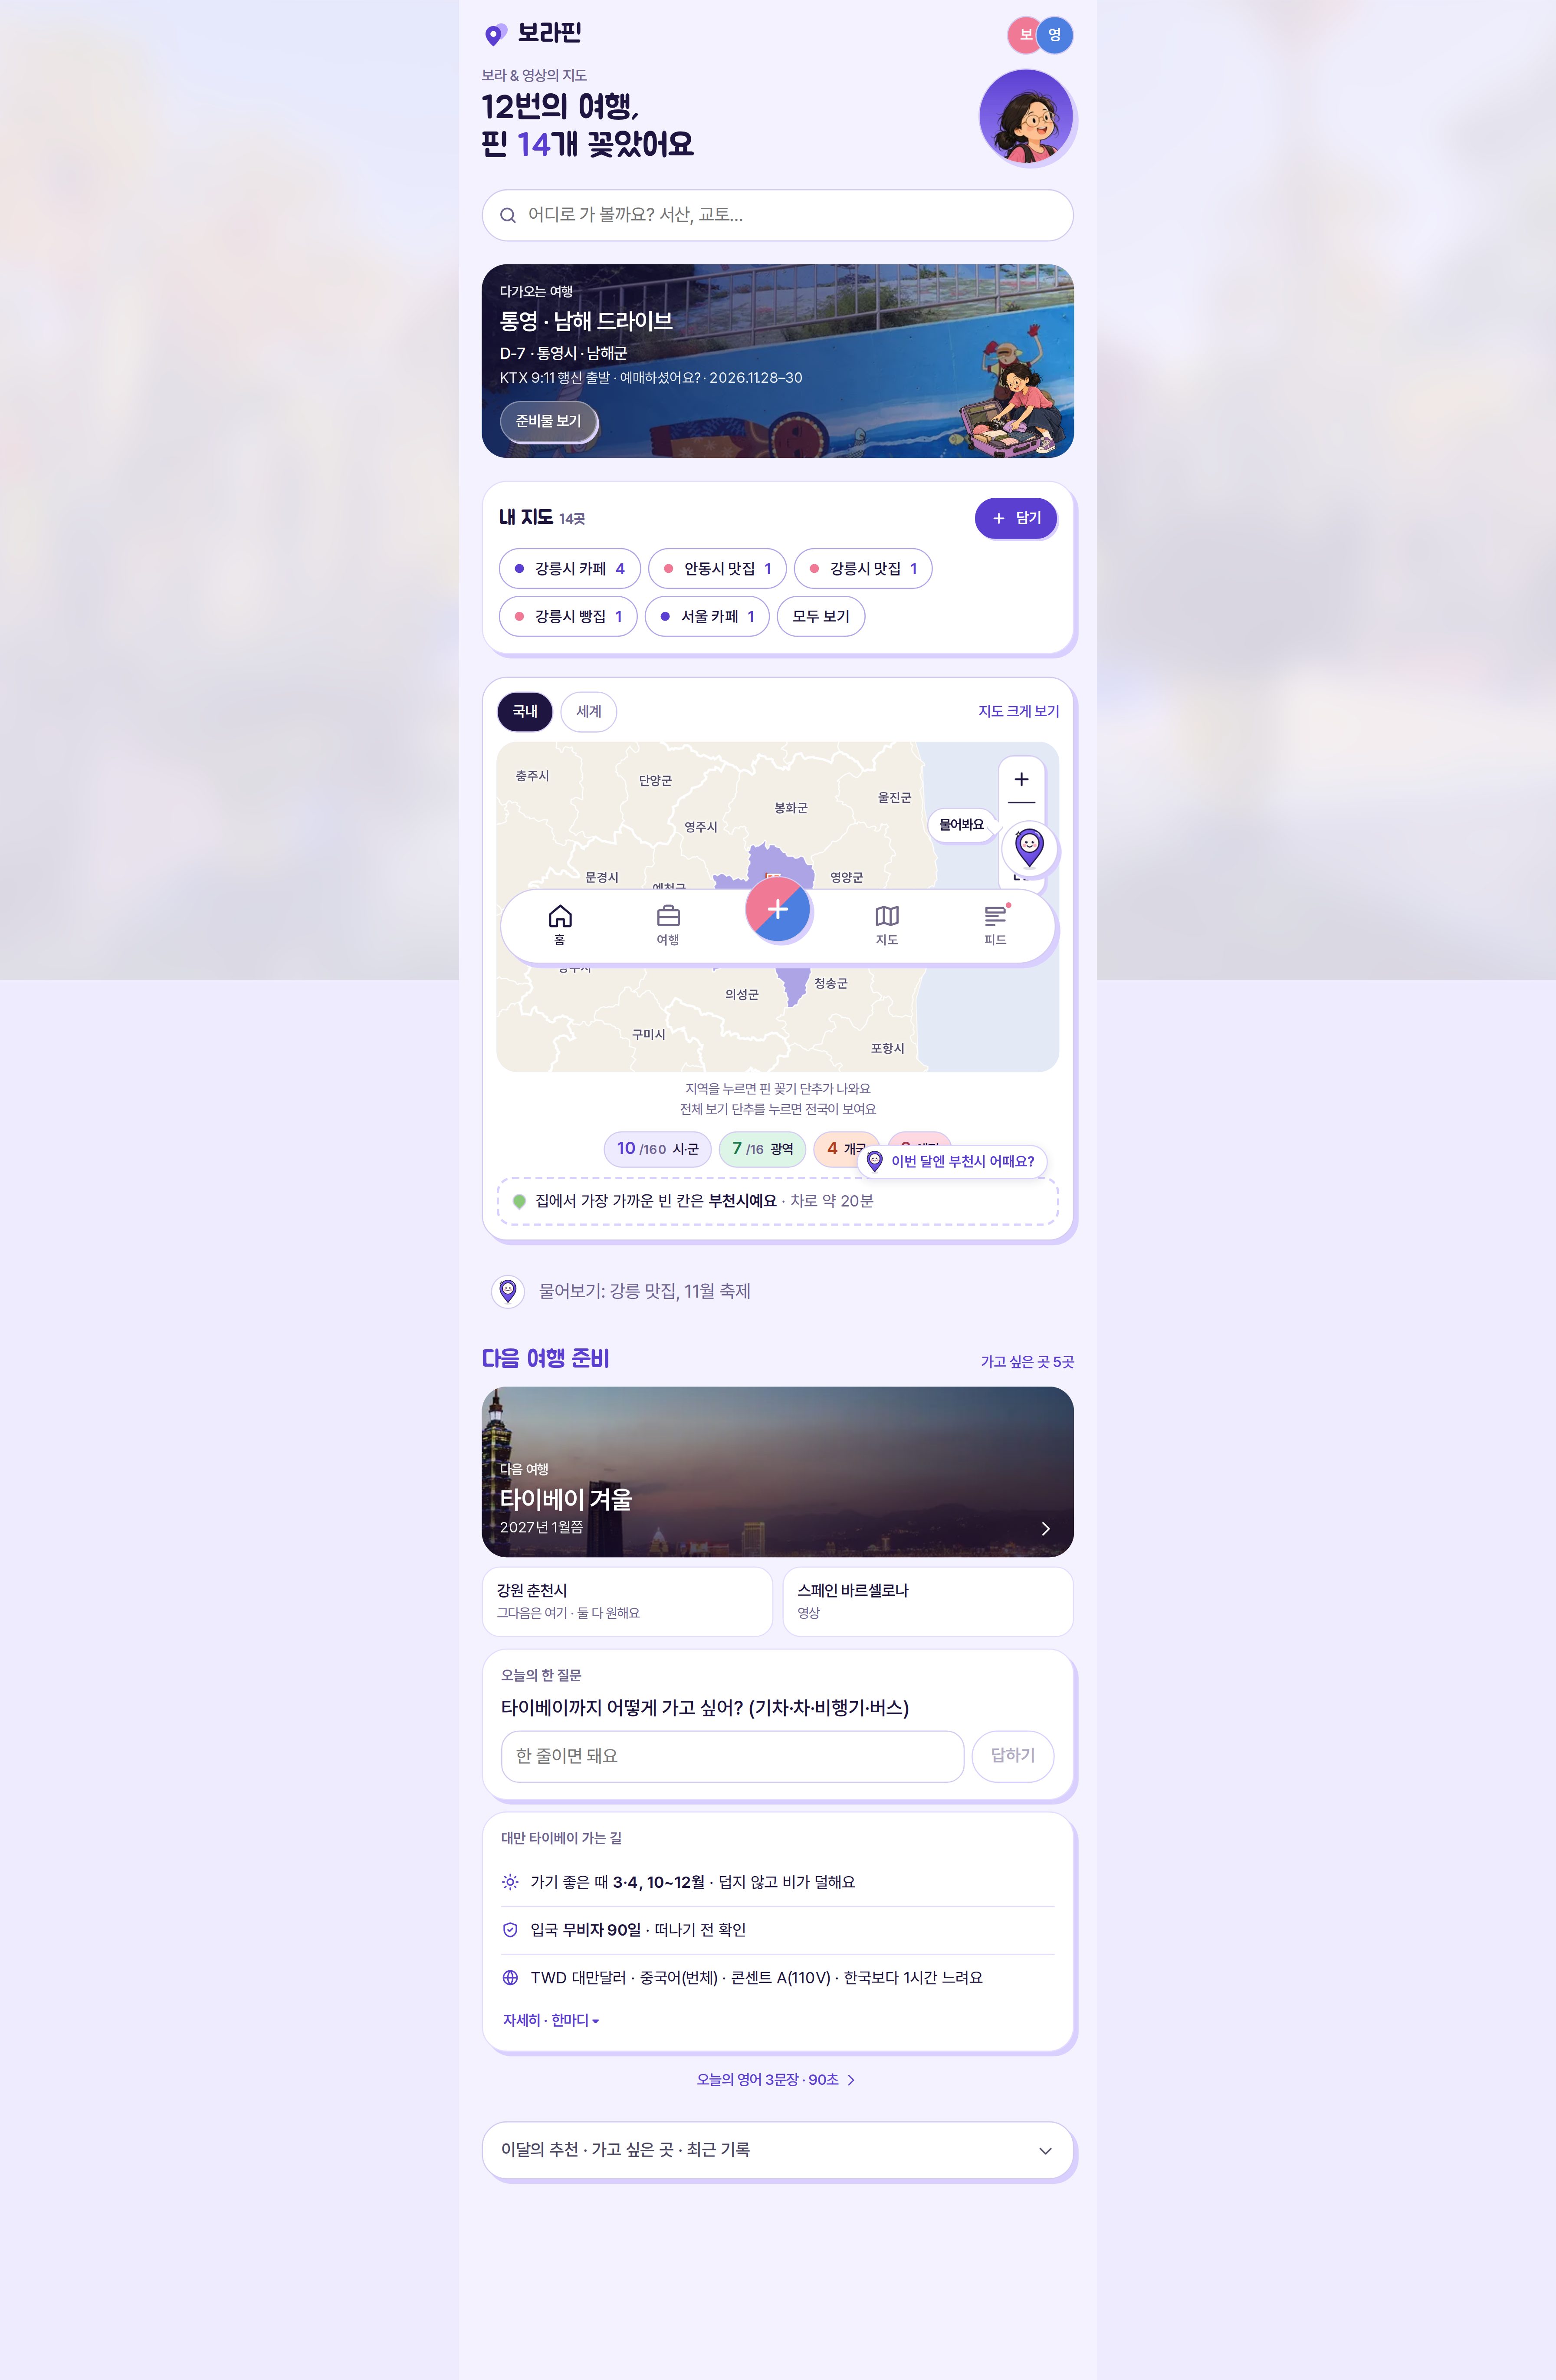 보라핀
보 영
보라 & 영상의 지도
12번의 여행,
핀 14개 꽂았어요
어디로 가 볼까요? 서산, 교토...
다가오는 여행
통영 · 남해 드라이브
D-7 · 통영시 · 남해군
KTX 9:11 행신 출발 · 예매하셨어요? · 2026.11.28–30
준비물 보기
내 지도 14곳
+ 담기
강릉시 카페 4
안동시 맛집 1
강릉시 맛집 1
강릉시 빵집 1
서울 카페 1
모두 보기
국내
세계
지도 크게 보기
충주시
단양군
봉화군
울진군
영주시
물어봐요
문경시
영양군
홈
여행
지도
피드
청송군
의성군
구미시
포항시
지역을 누르면 핀 꽂기 단추가 나와요
전체 보기 단추를 누르면 전국이 보여요
10 /160 시·군
7 /16 광역
4 개국
이번 달엔 부천시 어때요?
집에서 가장 가까운 빈 칸은 부천시예요 · 차로 약 20분
물어보기: 강릉 맛집, 11월 축제
다음 여행 준비
가고 싶은 곳 5곳
다음 여행
타이베이 겨울
2027년 1월쯤
강원 춘천시
그다음은 여기 · 둘 다 원해요
스페인 바르셀로나
영상
오늘의 한 질문
타이베이까지 어떻게 가고 싶어? (기차·차·비행기·버스)
한 줄이면 돼요
답하기
대만 타이베이 가는 길
가기 좋은 때 3·4, 10~12월 · 덥지 않고 비가 덜해요
입국 무비자 90일 · 떠나기 전 확인
TWD 대만달러 · 중국어(번체) · 콘센트 A(110V) · 한국보다 1시간 느려요
자세히 · 한마디
오늘의 영어 3문장 · 90초
이달의 추천 · 가고 싶은 곳 · 최근 기록